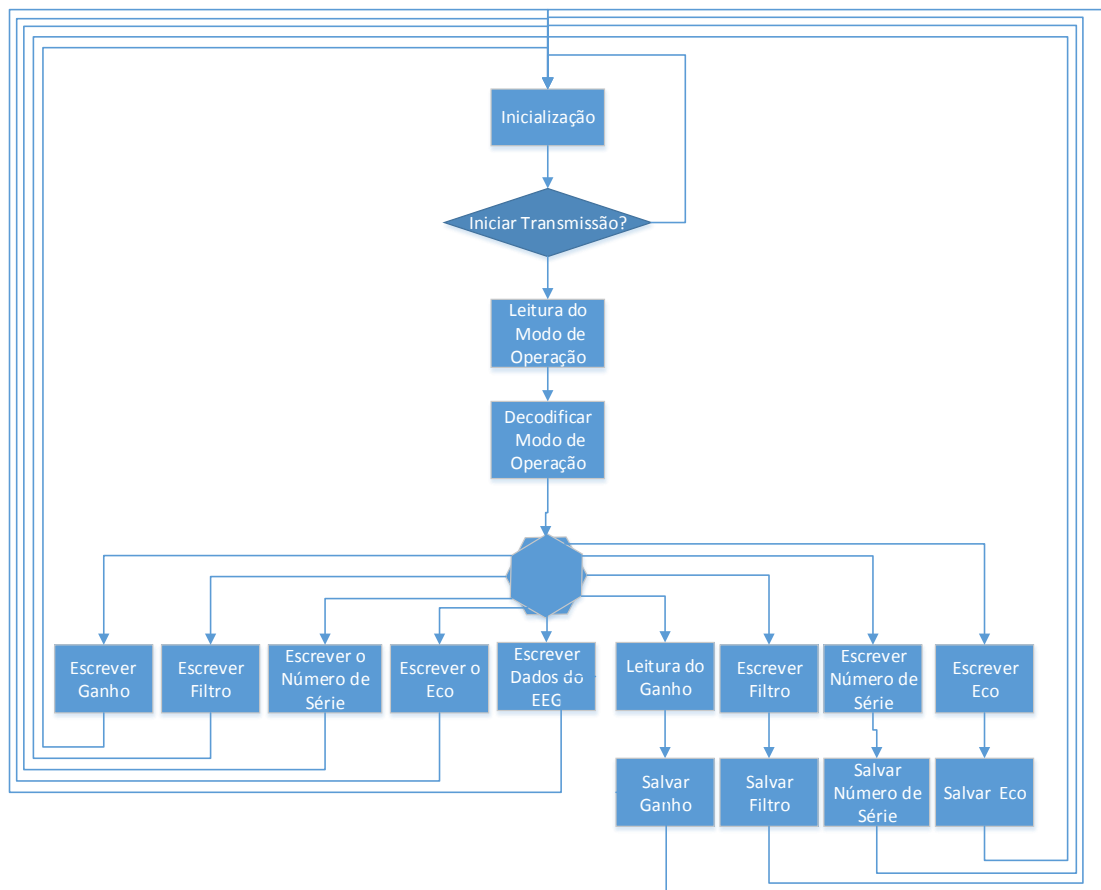 Inicialização
Iniciar Transmissão?
Leitura do
Modo de
Operação
Decodificar
Modo de
Operação
Escrever
Ganho
Escrever
Filtro
Escrever o
Número de
Série
Escrever o
Eco
Escrever
Dados do
EEG
Leitura do
Ganho
Escrever
Filtro
Escrever
Número de
Série
Escrever
Eco
Salvar
Ganho
Salvar
Filtro
Salvar
Número de
Série
Salvar Eco